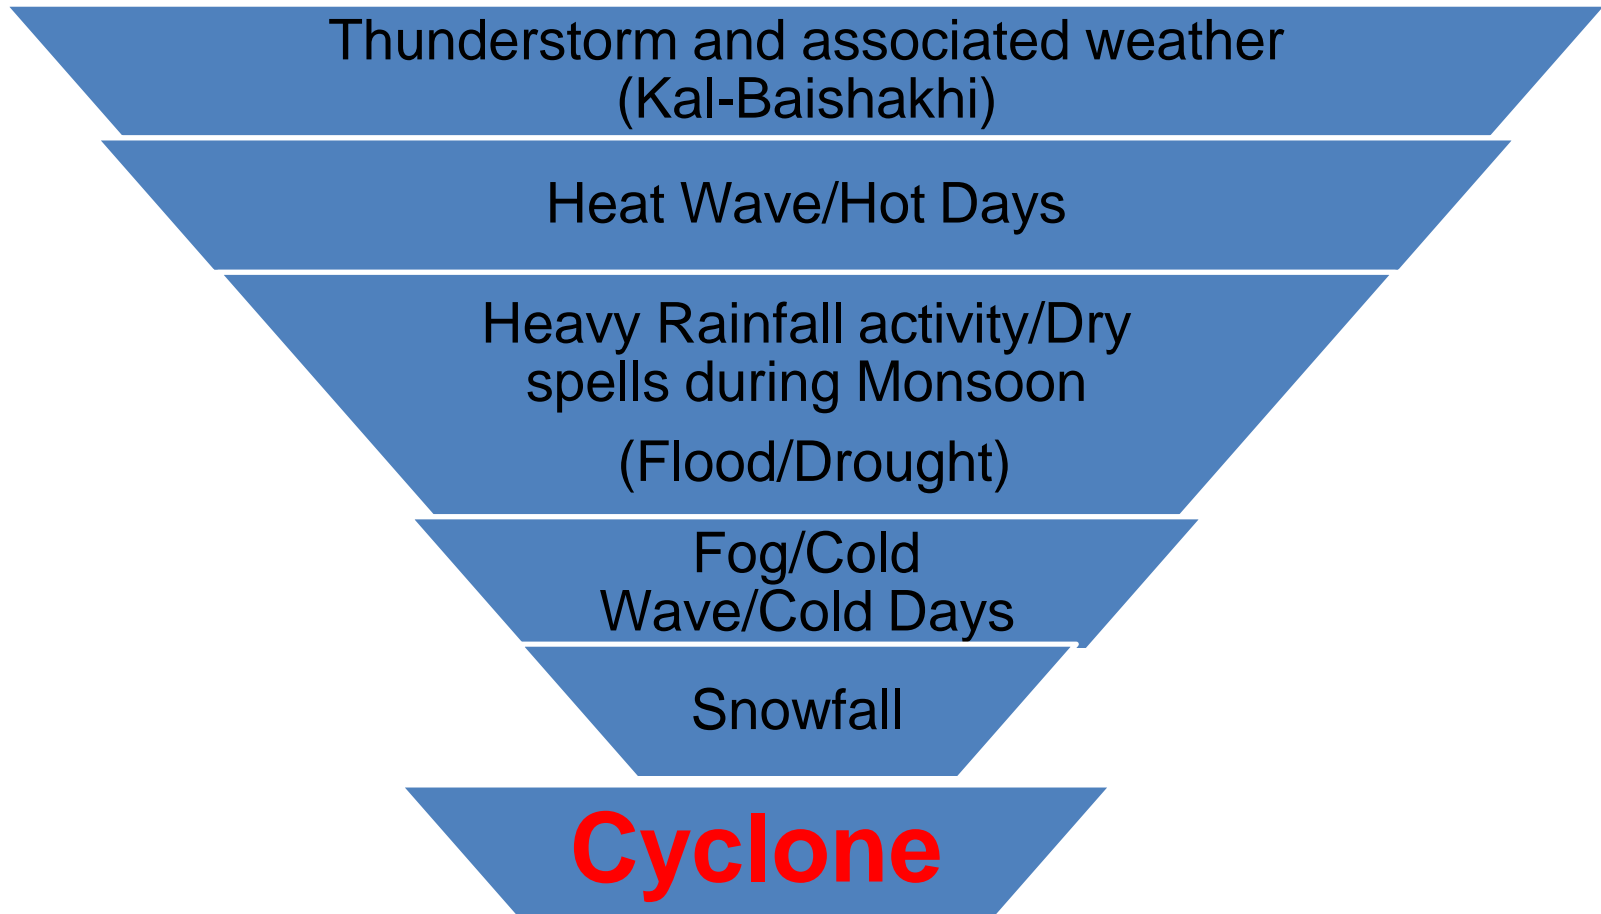 Thunderstorm and associated weather
(Kal-Baishakhi)
Heat Wave/Hot Days
Heavy Rainfall activity/Dry
spells during Monsoon
(Flood/Drought)
Fog/Cold
Wave/Cold Days
Snowfall
Cyclone